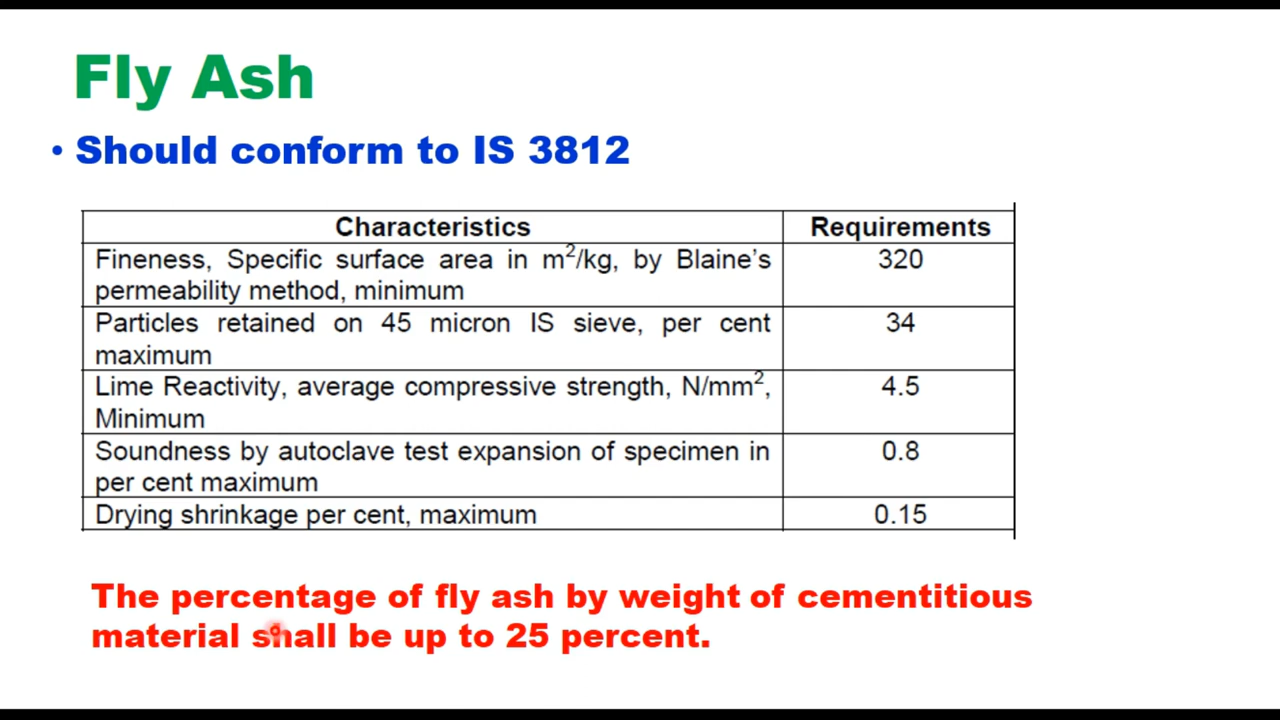 Fly Ash
• Should conform to IS 3812
Characteristics Requirements
Fineness, Specific surface area in m²/kg, by Blaine's 320
permeability method, minimum
Particles retained on 45 micron IS sieve, per cent 34
maximum
Lime Reactivity, average compressive strength, N/mm², 4.5
Minimum
Soundness by autoclave test expansion of specimen in 0.8
per cent maximum
Drying shrinkage per cent, maximum 0.15
The percentage of fly ash by weight of cementitious
material shall be up to 25 percent.